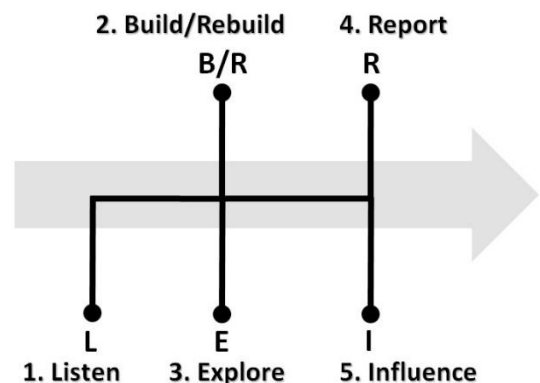 2. Build/Rebuild 4. Report
B/R R
L E I
1. Listen 3. Explore 5. Influence